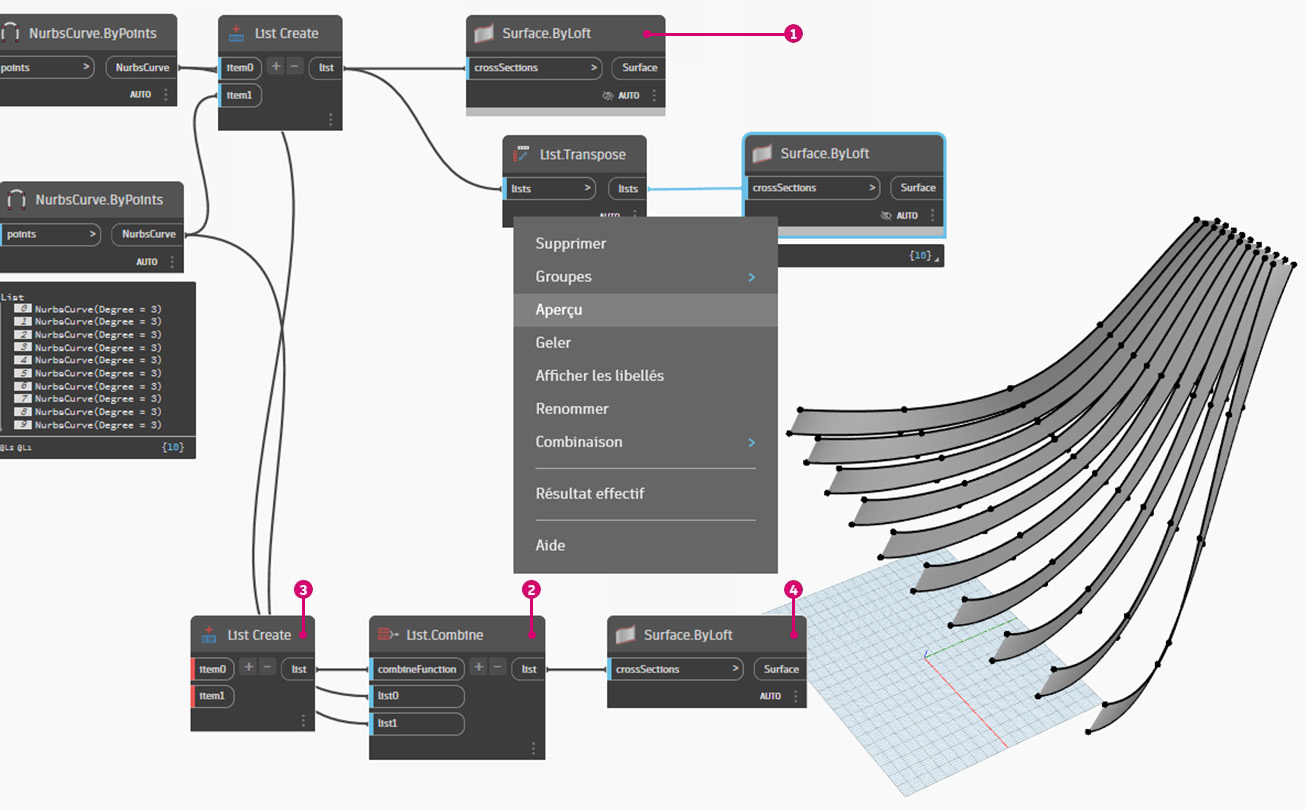 NurbsCurve.ByPoints
points >
NurbsCurve
AUTO
List Create
item0
+ −
list
item1
Surface.ByLoft
crossSections >
Surface
AUTO
1
List.Transpose
lists >
lists
AUTO
Surface.ByLoft
crossSections >
Surface
AUTO
{10}
NurbsCurve.ByPoints
points >
NurbsCurve
AUTO
List
0 NurbsCurve(Degree = 3)
1 NurbsCurve(Degree = 3)
2 NurbsCurve(Degree = 3)
3 NurbsCurve(Degree = 3)
4 NurbsCurve(Degree = 3)
5 NurbsCurve(Degree = 3)
6 NurbsCurve(Degree = 3)
7 NurbsCurve(Degree = 3)
8 NurbsCurve(Degree = 3)
9 NurbsCurve(Degree = 3)
@L2 @L1
{10}
Supprimer
Groupes >
Aperçu
Geler
Afficher les libellés
Renommer
Combinaison >
Résultat effectif
Aide
3
2
4
List Create
item0
+ −
list
item1
List.Combine
combineFunction
+ −
list
list0
list1
Surface.ByLoft
crossSections >
Surface
AUTO